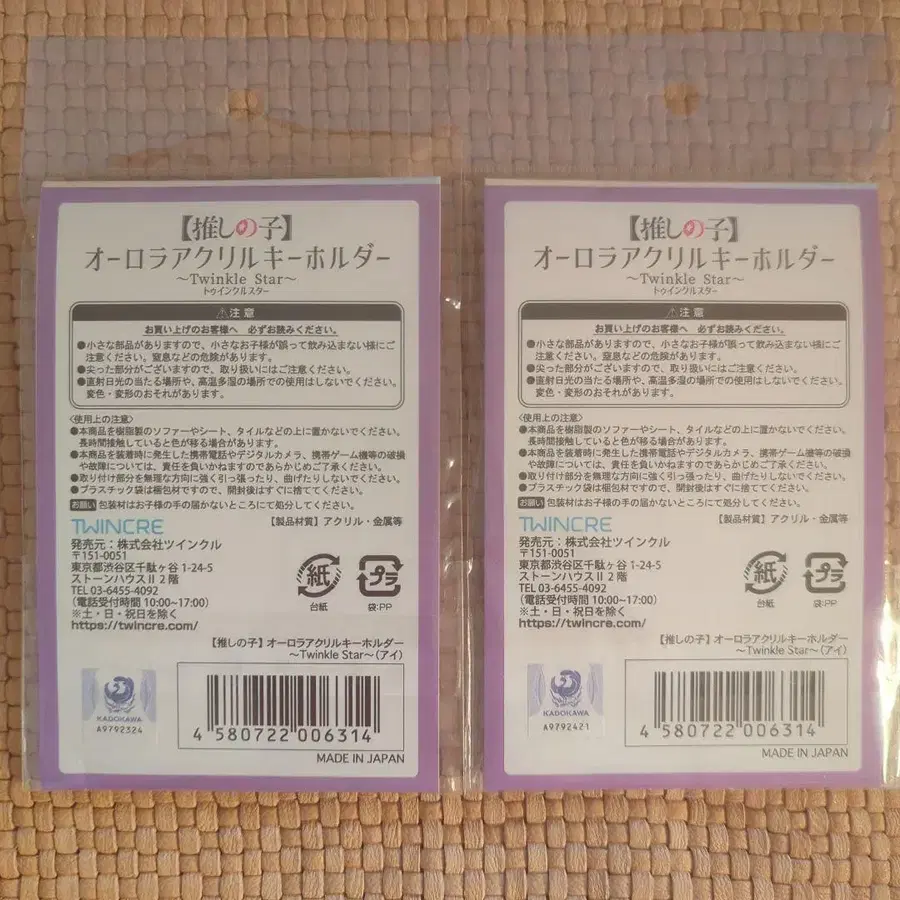 【推しの子】
オーロラアクリルキーホルダー
～Twinkle Star～
トゥインクルスター
⚠注意
お買い上げのお客様へ 必ずお読みください。
●小さな部品がありますので、小さなお子様が誤って飲み込まない様にご
注意ください。窒息などの危険があります。
●尖った部分がございますので、取り扱いにはご注意ください。
●直射日光の当たる場所や、高温多湿の場所での使用はしないでください。
変色・変形のおそれがあります。
〈使用上の注意〉
●本商品を樹脂製のソファーやシート、タイルなどの上に置かないでください。
長時間接触していると色が移る場合があります。
●本商品を装着時に発生した携帯電話やデジタルカメラ、携帯ゲーム機等の破損
や故障については、責任を負いかねますのであらかじめご了承ください。
●取り付け部分を無理な方向に強く引っ張ったり、曲げたりしないでください。
●プラスチック袋は梱包材ですので、開封後はすぐに捨ててください。
お願い 包装材はお子様の手の届かないところにて処分してください。
TWINCRE 【製品材質】アクリル・金属等
発売元：株式会社ツインクル
〒151-0051
東京都渋谷区千駄ヶ谷1-24-5
ストーンハウスⅡ2階
TEL 03-6455-4092
(電話受付時間 10:00~17:00)
※土・日・祝日を除く
https://twincre.com/
紙
台紙
プラ
袋:PP
【推しの子】オーロラアクリルキーホルダー
～Twinkle Star～(アイ)
KADOKAWA
A9792324
4 580722 006314
MADE IN JAPAN
【推しの子】
オーロラアクリルキーホルダー
～Twinkle Star～
トゥインクルスター
⚠注意
お買い上げのお客様へ 必ずお読みください。
●小さな部品がありますので、小さなお子様が誤って飲み込まない様にご
注意ください。窒息などの危険があります。
●尖った部分がございますので、取り扱いにはご注意ください。
●直射日光の当たる場所や、高温多湿の場所での使用はしないでください。
変色・変形のおそれがあります。
〈使用上の注意〉
●本商品を樹脂製のソファーやシート、タイルなどの上に置かないでください。
長時間接触していると色が移る場合があります。
●本商品を装着時に発生した携帯電話やデジタルカメラ、携帯ゲーム機等の破損
や故障については、責任を負いかねますのであらかじめご了承ください。
●取り付け部分を無理な方向に強く引っ張ったり、曲げたりしないでください。
●プラスチック袋は梱包材ですので、開封後はすぐに捨ててください。
お願い 包装材はお子様の手の届かないところにて処分してください。
TWINCRE 【製品材質】アクリル・金属等
発売元：株式会社ツインクル
〒151-0051
東京都渋谷区千駄ヶ谷1-24-5
ストーンハウスⅡ2階
TEL 03-6455-4092
(電話受付時間 10:00~17:00)
※土・日・祝日を除く
https://twincre.com/
紙
台紙
プラ
袋:PP
【推しの子】オーロラアクリルキーホルダー
～Twinkle Star～(アイ)
KADOKAWA
A9792421
4 580722 006314
MADE IN JAPAN